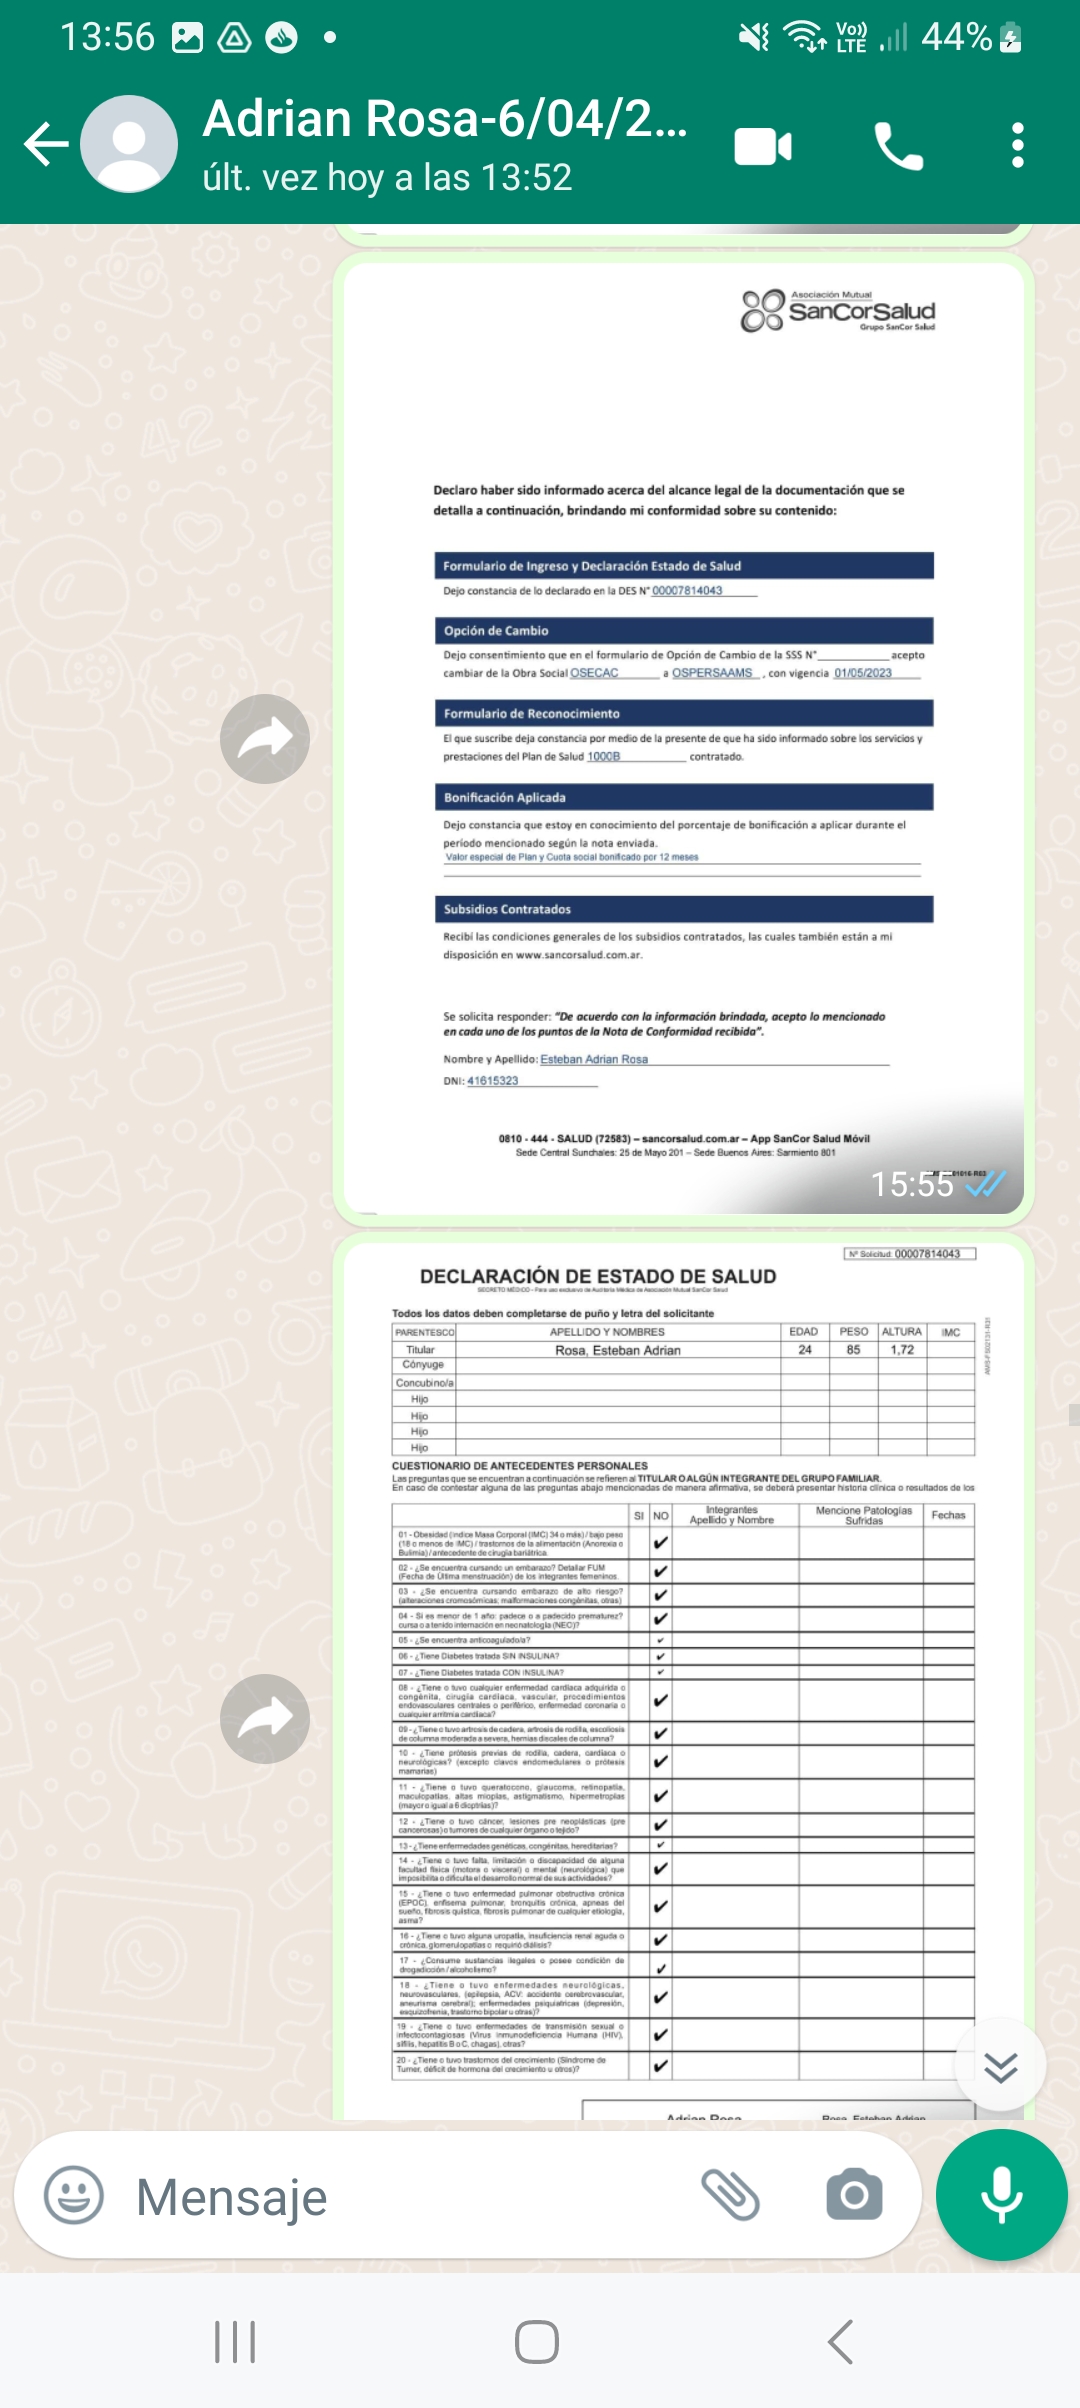 13:56
Vo)) LTE
44%
Adrian Rosa-6/04/2...
últ. vez hoy a las 13:52
Asociación Mutual
SanCorSalud
Grupo SanCor Salud
Declaro haber sido informado acerca del alcance legal de la documentación que se
detalla a continuación, brindando mi conformidad sobre su contenido:
Formulario de Ingreso y Declaración Estado de Salud
Dejo constancia de lo declarado en la DES N° 00007814043
Opción de Cambio
Dejo consentimiento que en el formulario de Opción de Cambio de la SSS N°____________ acepto
cambiar de la Obra Social OSECAC a OSPERSAAMS , con vigencia 01/05/2023
Formulario de Reconocimiento
El que suscribe deja constancia por medio de la presente de que ha sido informado sobre los servicios y
prestaciones del Plan de Salud 1000B contratado.
Bonificación Aplicada
Dejo constancia que estoy en conocimiento del porcentaje de bonificación a aplicar durante el
período mencionado según la nota enviada.
Valor especial de Plan y Cuota social bonificado por 12 meses
Subsidios Contratados
Recibí las condiciones generales de los subsidios contratados, las cuales también están a mi
disposición en www.sancorsalud.com.ar.
Se solicita responder: “De acuerdo con la información brindada, acepto lo mencionado
en cada uno de los puntos de la Nota de Conformidad recibida”.
Nombre y Apellido: Esteban Adrian Rosa
DNI: 41615323
0810 - 444 - SALUD (72583) – sancorsalud.com.ar – App SanCor Salud Móvil
Sede Central Sunchales: 25 de Mayo 201 – Sede Buenos Aires: Sarmiento 801
15:55
Nº Solicitud: 00007814043
DECLARACIÓN DE ESTADO DE SALUD
SECRETO MÉDICO - Para uso exclusivo de Auditoría Médica de Asociación Mutual SanCor Salud
Todos los datos deben completarse de puño y letra del solicitante
PARENTESCO APELLIDO Y NOMBRES EDAD PESO ALTURA IMC
Titular Rosa, Esteban Adrian 24 85 1,72
Cónyuge
Concubino/a
Hijo
Hijo
Hijo
Hijo
CUESTIONARIO DE ANTECEDENTES PERSONALES
Las preguntas que se encuentran a continuación se refieren al TITULAR O ALGÚN INTEGRANTE DEL GRUPO FAMILIAR.
En caso de contestar alguna de las preguntas abajo mencionadas de manera afirmativa, se deberá presentar historia clínica o resultados de los
SI NO Integrantes Apellido y Nombre Mencione Patologías Sufridas Fechas
01 - Obesidad (Indice Masa Corporal (IMC) 34 o más) / bajo peso
(18 o menos de IMC) / trastornos de la alimentación (Anorexia o
Bulimia) / antecedente de cirugía bariátrica.
02 - ¿Se encuentra cursando un embarazo? Detallar FUM
(Fecha de Última menstruación) de los integrantes femeninos.
03 - ¿Se encuentra cursando embarazo de alto riesgo?
(alteraciones cromosómicas; malformaciones congénitas, otras)
04 - Si es menor de 1 año: padece o a padecido prematurez?
cursa o a tenido internación en neonatología (NEO)?
05 - ¿Se encuentra anticoagulado/a?
06 - ¿Tiene Diabetes tratada SIN INSULINA?
07 - ¿Tiene Diabetes tratada CON INSULINA?
08 - ¿Tiene o tuvo cualquier enfermedad cardíaca adquirida o
congénita, cirugía cardíaca, vascular, procedimientos
endovasculares centrales o periférico, enfermedad coronaria o
cualquier arritmia cardíaca?
09 - ¿Tiene o tuvo artrosis de cadera, artrosis de rodilla, escoliosis
de columna moderada a severa, hernias discales de columna?
10 - ¿Tiene prótesis previas de rodilla, cadera, cardíaca o
neurológicas? (excepto clavos endomedulares o prótesis
mamarias)
11 - ¿Tiene o tuvo queratocono, glaucoma, retinopatía,
maculopatías, altas miopías, astigmatismo, hipermetropías
(mayor o igual a 6 dioptrías)?
12 - ¿Tiene o tuvo cáncer, lesiones pre neoplásticas (pre
cancerosas) o tumores de cualquier órgano o tejido?
13 - ¿Tiene enfermedades genéticas, congénitas, hereditarias?
14 - ¿Tiene o tuvo falta, limitación o discapacidad de alguna
facultad física (motora o visceral) o mental (neurológica) que
imposibilita o dificulta el desarrollo normal de sus actividades?
15 - ¿Tiene o tuvo enfermedad pulmonar obstructiva crónica
(EPOC), enfisema pulmonar, bronquitis crónica, apneas del
sueño, fibrosis quística, fibrosis pulmonar de cualquier etiología,
asma?
16 - ¿Tiene o tuvo alguna uropatía, insuficiencia renal aguda o
crónica, glomerulopatías o requirió diálisis?
17 - ¿Consume sustancias ilegales o posee condición de
drogadicción / alcoholismo?
18 - ¿Tiene o tuvo enfermedades neurológicas,
neurovasculares, (epilepsia, ACV: accidente cerebrovascular,
aneurisma cerebral); enfermedades psiquiátricas (depresión,
esquizofrenia, trastorno bipolar u otras)?
19 - ¿Tiene o tuvo enfermedades de transmisión sexual o
infectocontagiosas (Virus inmunodeficiencia Humana (HIV),
sífilis, hepatitis B o C, chagas), otras?
20 - ¿Tiene o tuvo trastornos del crecimiento (Síndrome de
Turner, déficit de hormona del crecimiento u otros)?
Adrian Rosa Rosa, Esteban Adrian
Mensaje